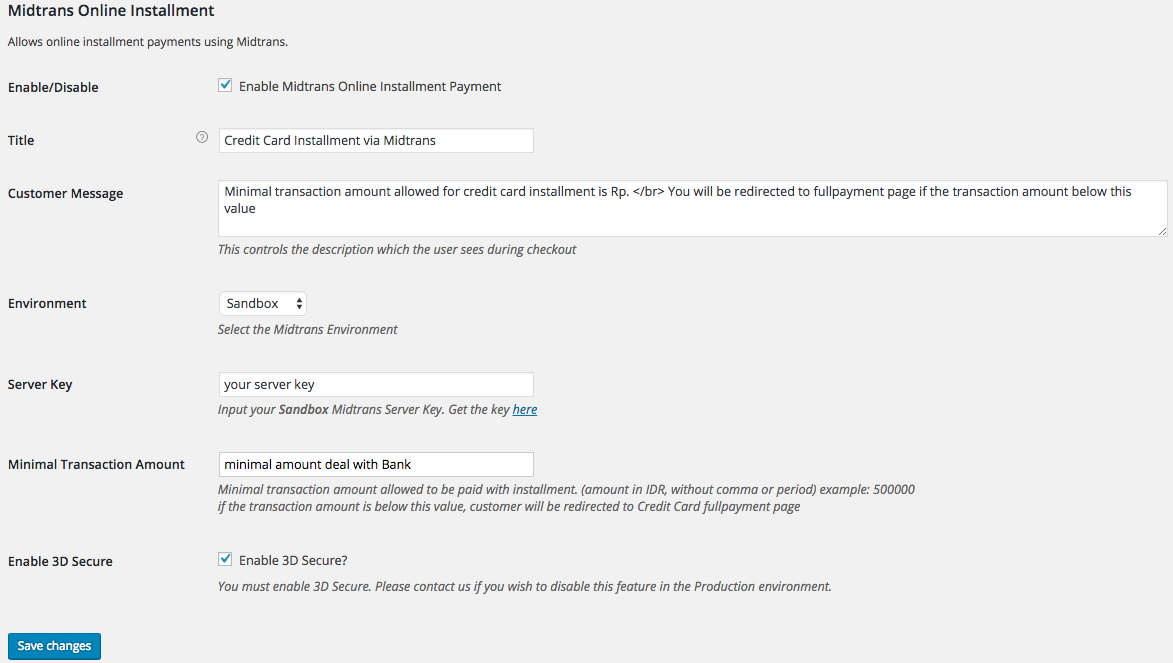 Midtrans Online Installment
Allows online installment payments using Midtrans.
Enable/Disable
Enable Midtrans Online Installment Payment
Title
Credit Card Installment via Midtrans
Customer Message
Minimal transaction amount allowed for credit card installment is Rp. </br> You will be redirected to fullpayment page if the transaction amount below this
value
This controls the description which the user sees during checkout
Environment
Sandbox
Select the Midtrans Environment
Server Key
your server key
Input your Sandbox Midtrans Server Key. Get the key here
Minimal Transaction Amount
minimal amount deal with Bank
Minimal transaction amount allowed to be paid with installment. (amount in IDR, without comma or period) example: 500000
if the transaction amount is below this value, customer will be redirected to Credit Card fullpayment page
Enable 3D Secure
Enable 3D Secure?
You must enable 3D Secure. Please contact us if you wish to disable this feature in the Production environment.
Save changes